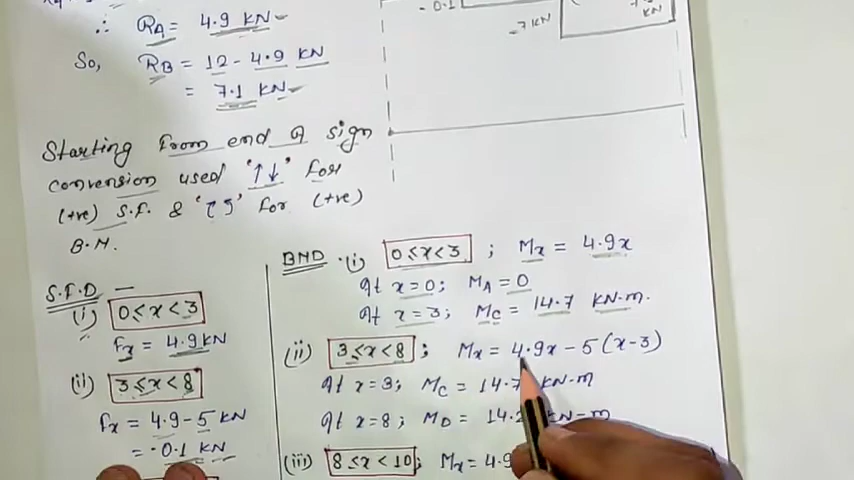 ∴ RA = 4.9 KN
So, RB = 12 - 4.9 KN
= 7.1 KN
Starting from end A sign
convension used '↑↓' for
(+ve) S.F. & '↺' for (+ve)
B.M.
S.F.D —
(i) 0≤x<3
Fx = 4.9 KN
(ii) 3≤x<8
Fx = 4.9-5 KN
= -0.1 KN
BMD (i) 0≤x<3 ; Mx = 4.9x
At x=0; MA = 0
At x=3; MC = 14.7 KN-m.
(ii) 3≤x<8 ; Mx = 4.9x - 5(x-3)
At x=3; MC = 14.7 KN-m
At x=8; MD = 14. KN-m
(iii) 8≤x<10; Mx = 4.9
-0.1
-7KN
KN